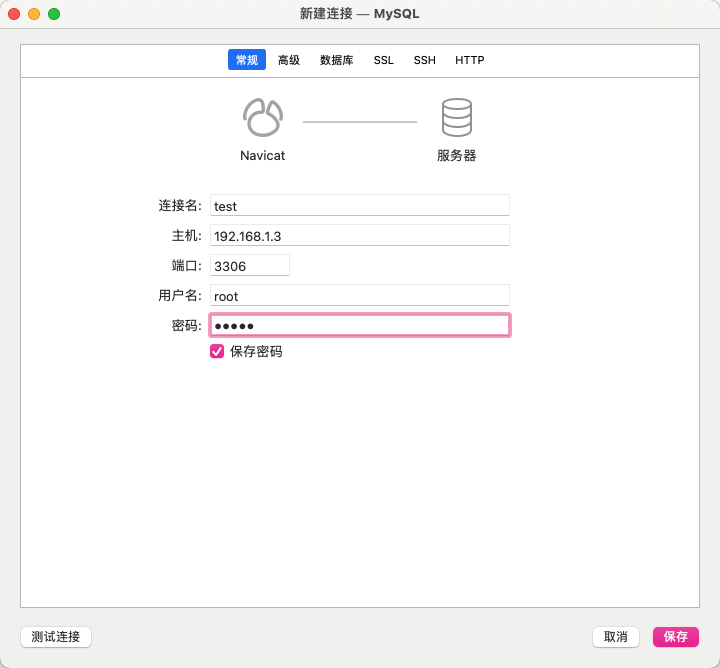 新建连接 — MySQL
常规 高级 数据库 SSL SSH HTTP
Navicat 服务器
连接名: test
主机: 192.168.1.3
端口: 3306
用户名: root
密码: ●●●●●
保存密码
测试连接 取消 保存